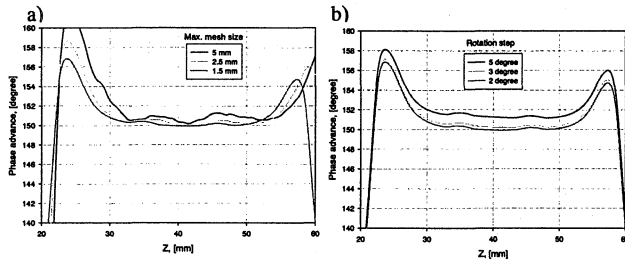 a)
Max. mesh size
5 mm
2.5 mm
1.5 mm
Phase advance, [degree]
160
158
156
154
152
150
148
146
144
142
140
20 30 40 50 60
Z, [mm]
b)
Rotation step
5 degree
3 degree
2 degree
Phase advance, [degree]
160
158
156
154
152
150
148
146
144
142
140
20 30 40 50 60
Z, [mm]